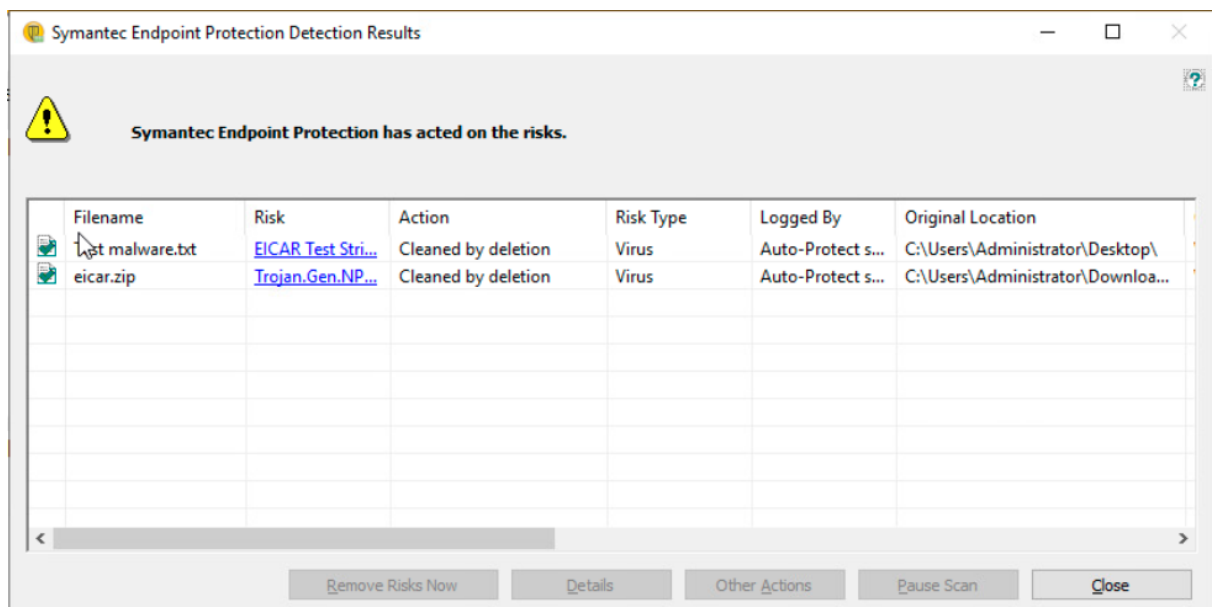 Symantec Endpoint Protection Detection Results
Symantec Endpoint Protection has acted on the risks.
Filename Risk Action Risk Type Logged By Original Location
malware.txt EICAR Test Stri... Cleaned by deletion Virus Auto-Protect s... C:\Users\Administrator\Desktop\
eicar.zip Trojan.Gen.NP... Cleaned by deletion Virus Auto-Protect s... C:\Users\Administrator\Downloa...
Remove Risks Now Details Other Actions Pause Scan Close